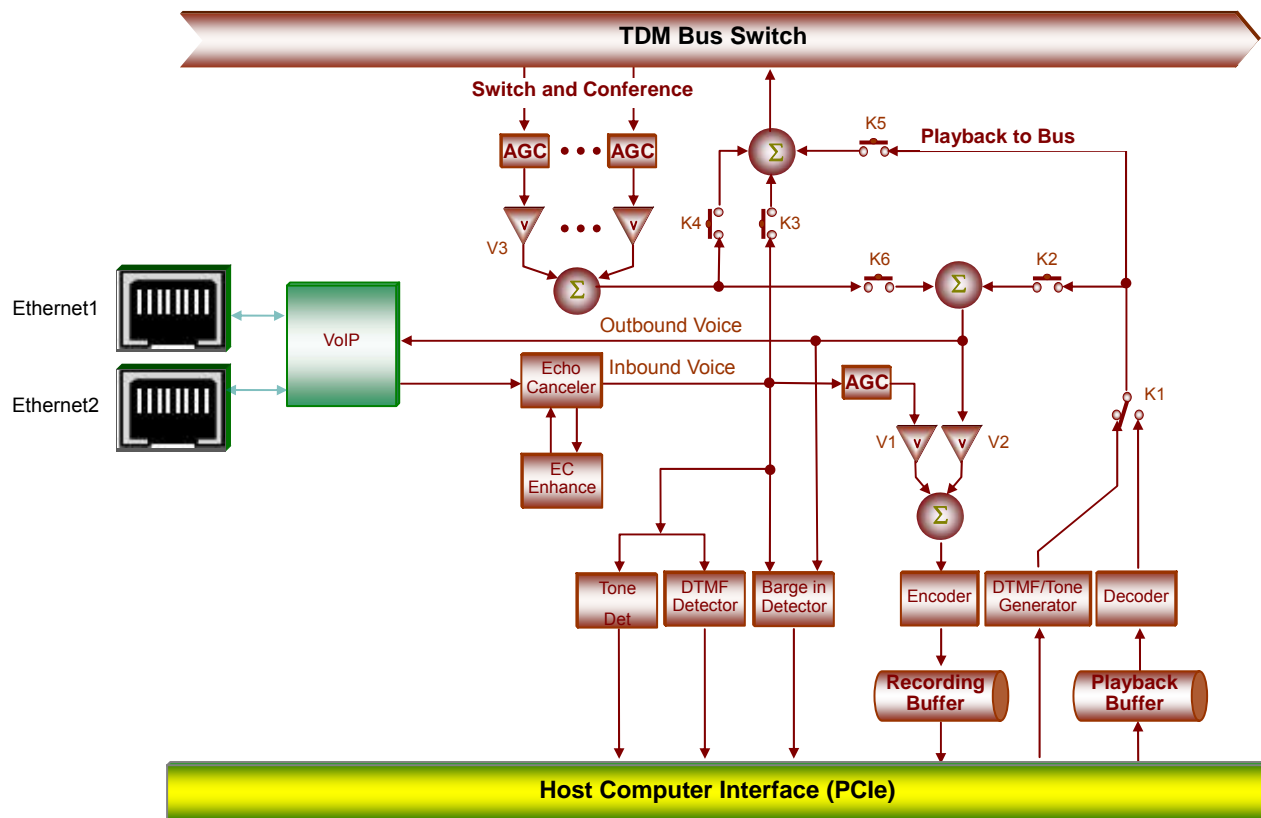 TDM Bus Switch
Switch and Conference
AGC
AGC
K5
Playback to Bus
Σ
v
v
V3
K4
K3
Σ
K6
Σ
K2
Ethernet1
VoIP
Outbound Voice
Ethernet2
Echo
Canceler
Inbound Voice
AGC
K1
V1
v
v
V2
EC
Enhance
Σ
Tone
Det
DTMF
Detector
Barge in
Detector
Encoder
DTMF/Tone
Generator
Decoder
Recording
Buffer
Playback
Buffer
Host Computer Interface (PCIe)